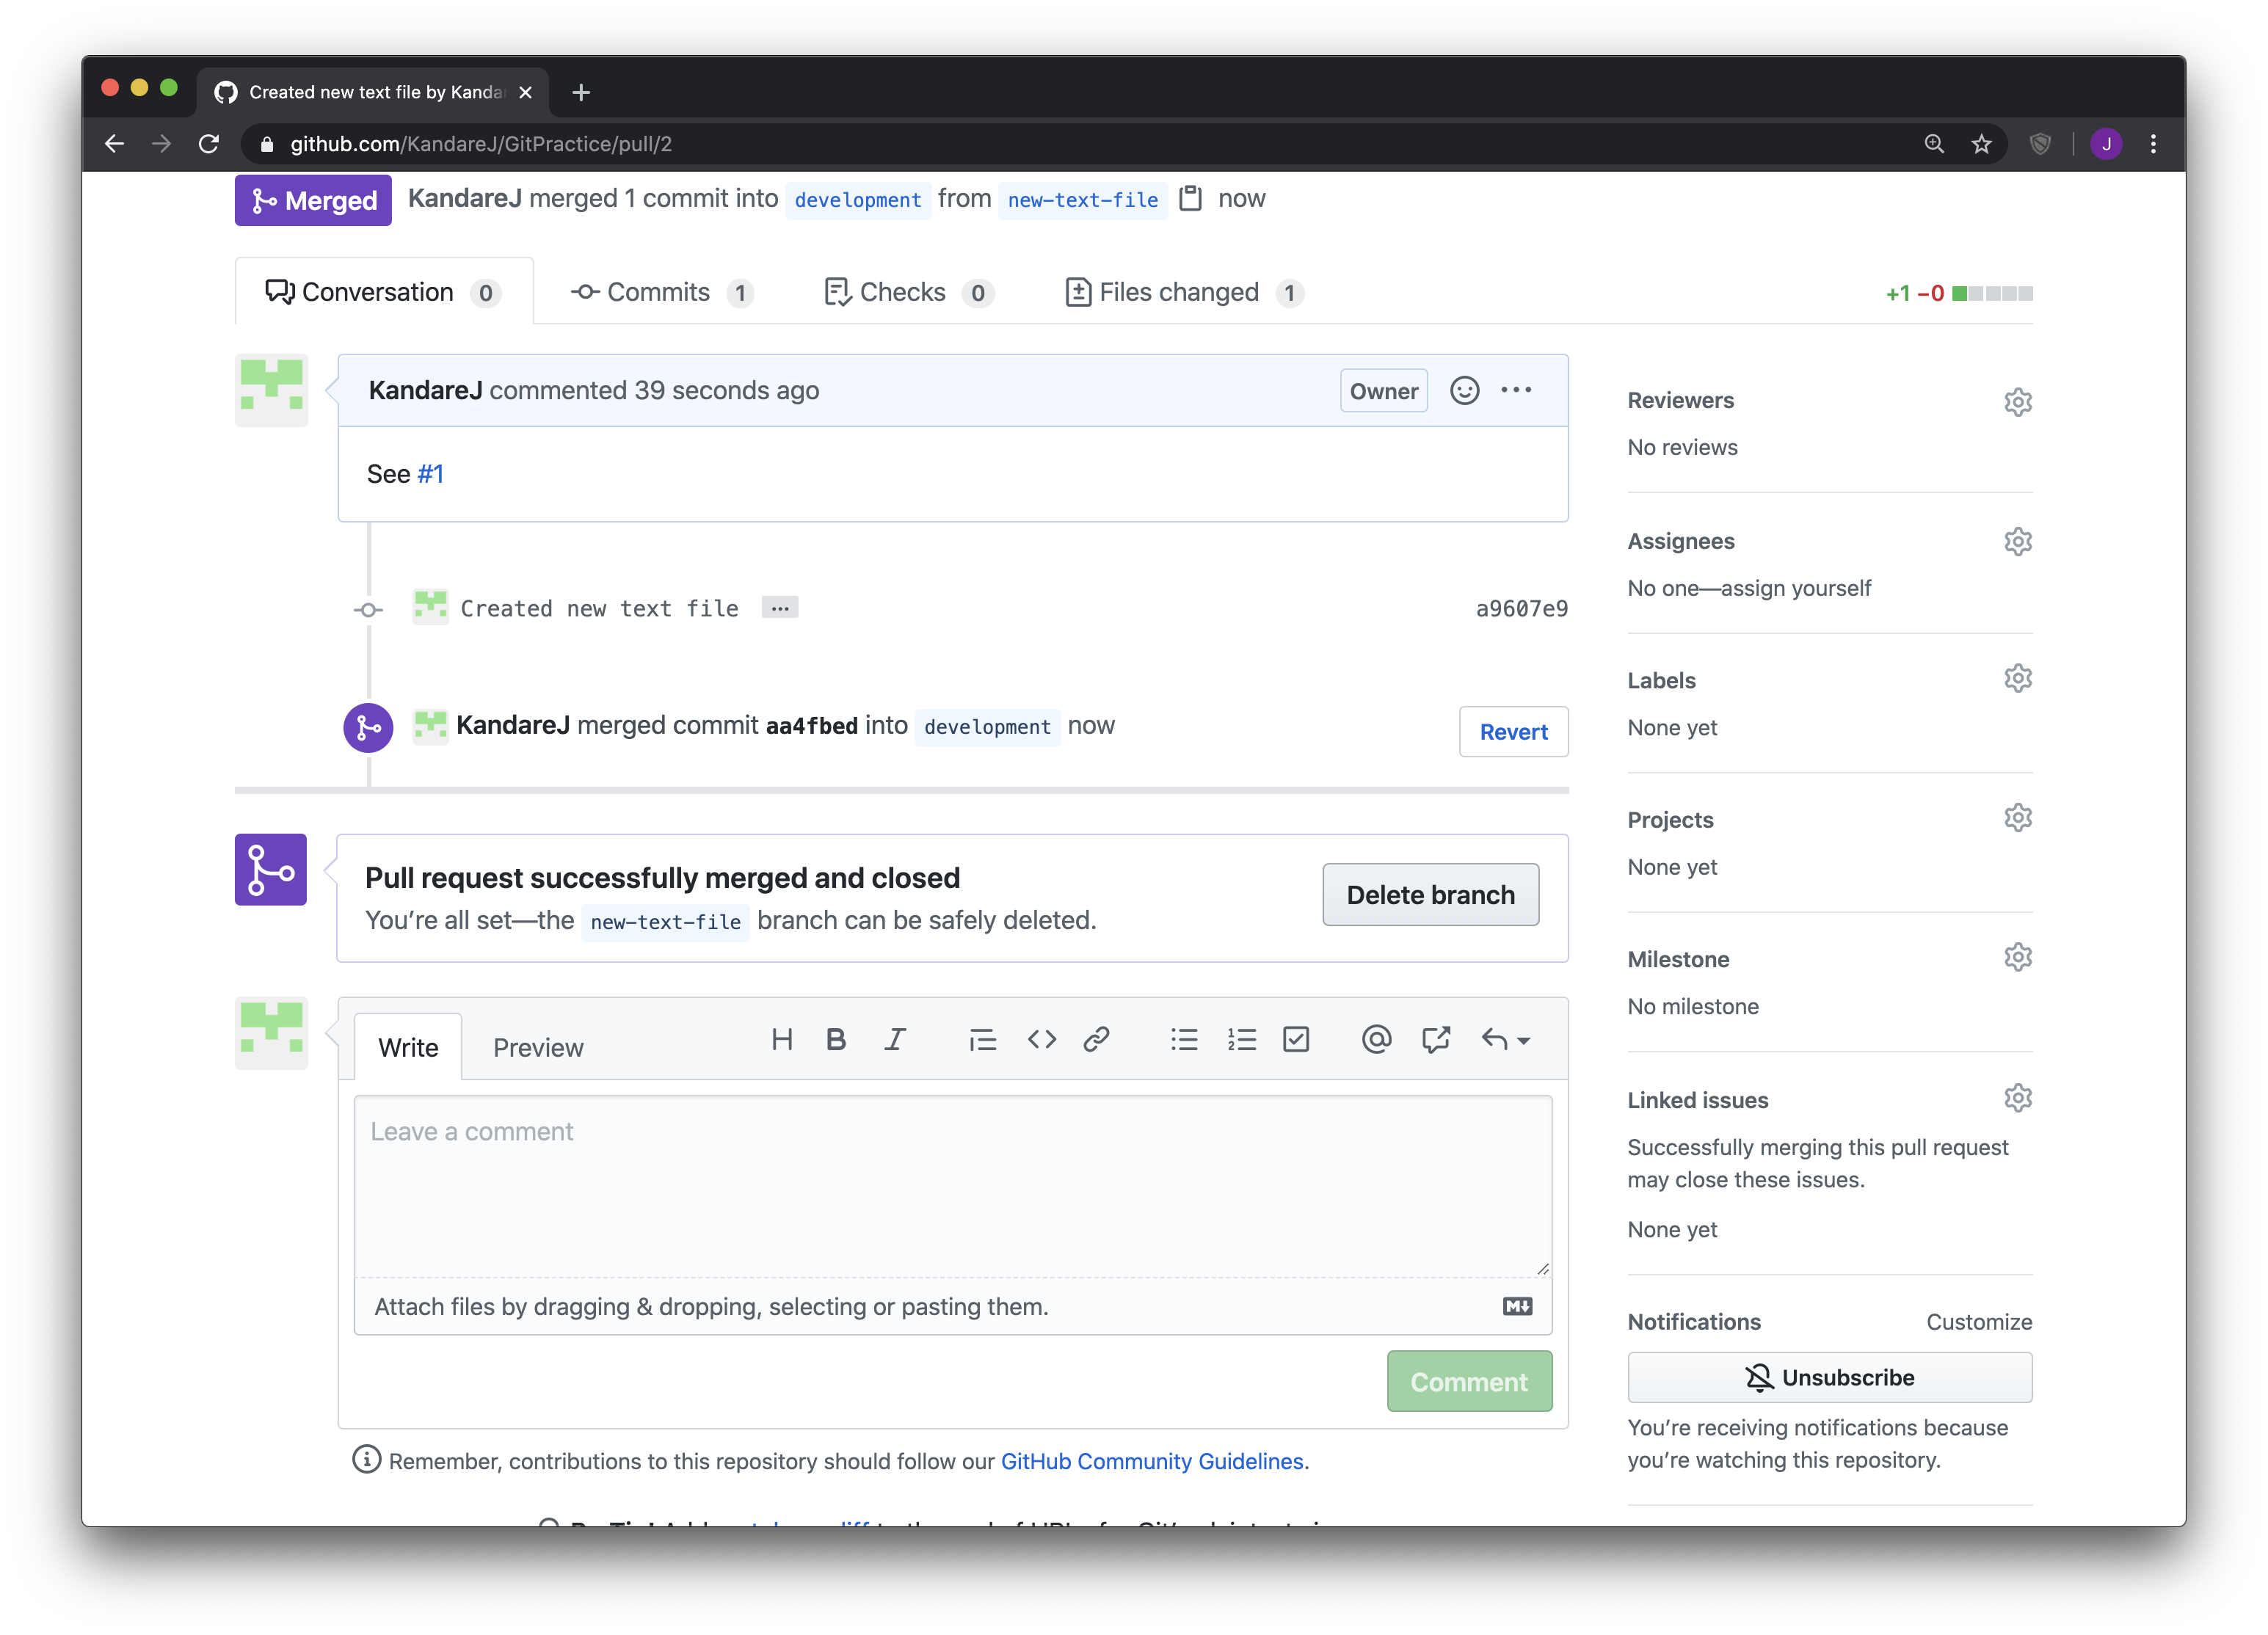 Created new text file by Kanda
github.com/KandareJ/GitPractice/pull/2
J
Merged KandareJ merged 1 commit into development from new-text-file now
Conversation 0 Commits 1 Checks 0 Files changed 1 +1 −0
KandareJ commented 39 seconds ago Owner
See #1
Created new text file ... a9607e9
KandareJ merged commit aa4fbed into development now Revert
Pull request successfully merged and closed
You’re all set—the new-text-file branch can be safely deleted.
Delete branch
Write Preview
Leave a comment
Attach files by dragging & dropping, selecting or pasting them.
Comment
Remember, contributions to this repository should follow our GitHub Community Guidelines.
Reviewers
No reviews
Assignees
No one—assign yourself
Labels
None yet
Projects
None yet
Milestone
No milestone
Linked issues
Successfully merging this pull request
may close these issues.
None yet
Notifications Customize
Unsubscribe
You’re receiving notifications because
you’re watching this repository.